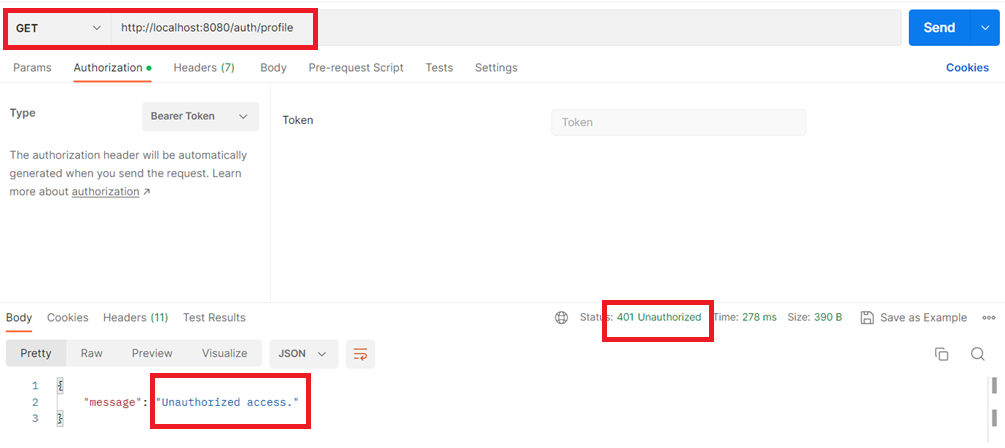 GET http://localhost:8080/auth/profile Send
Params Authorization Headers (7) Body Pre-request Script Tests Settings Cookies
Type Bearer Token
The authorization header will be automatically
generated when you send the request. Learn
more about authorization ↗
Token Token
Body Cookies Headers (11) Test Results Status: 401 Unauthorized Time: 278 ms Size: 390 B Save as Example
Pretty Raw Preview Visualize JSON
1 {
2 "message": "Unauthorized access."
3 }